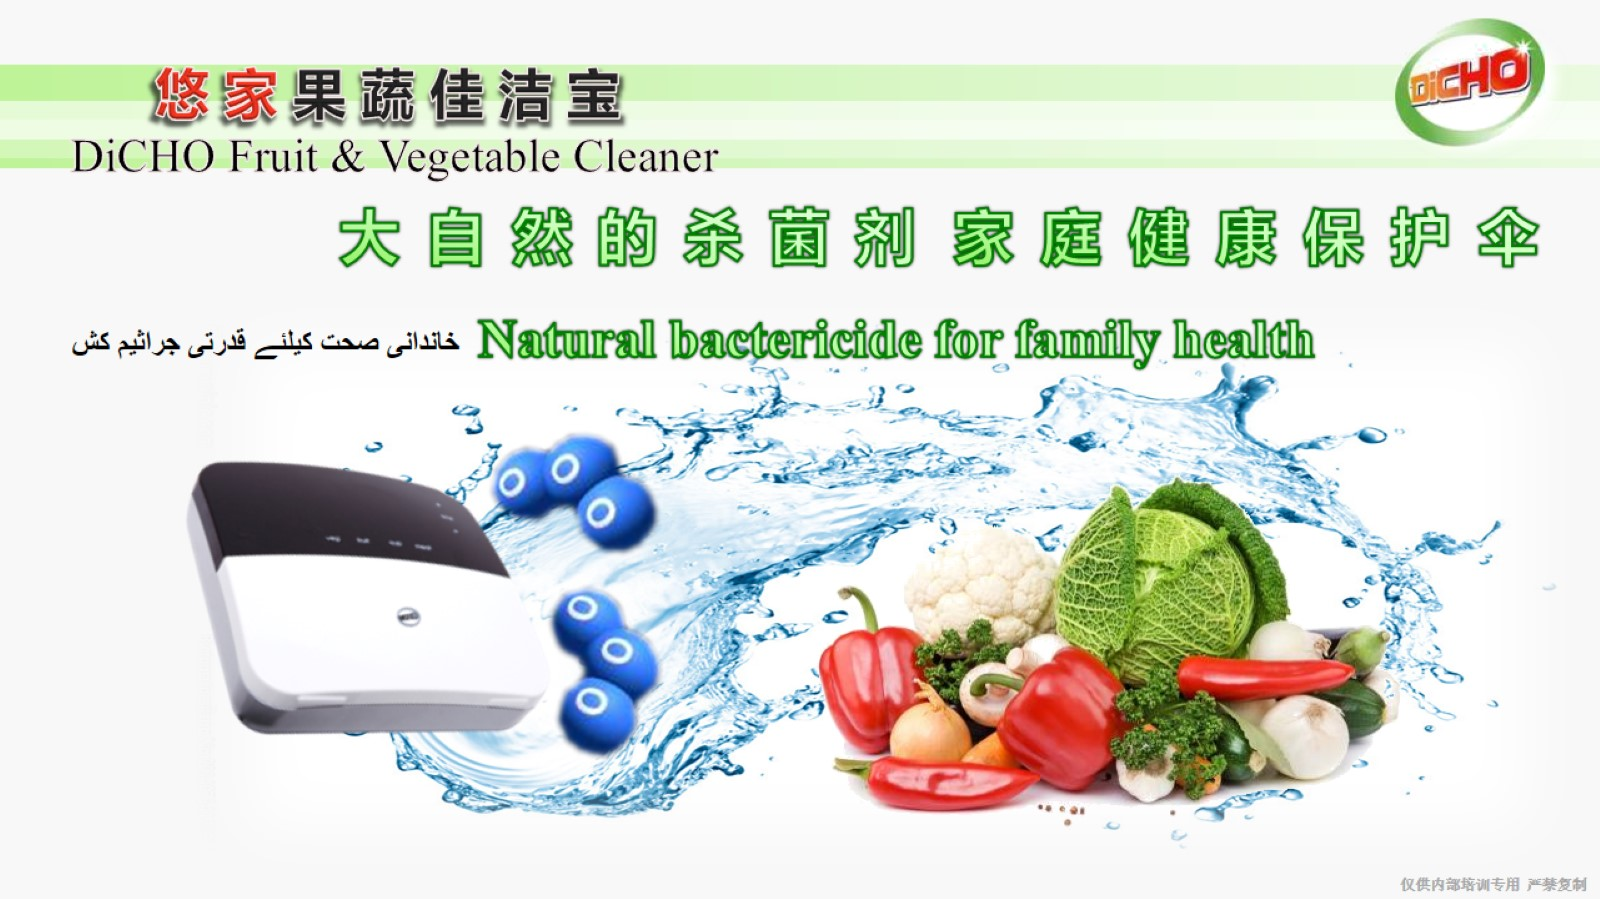 悠家果蔬佳洁宝
DiCHO
DiCHO Fruit & Vegetable Cleaner
大自然的杀菌剂 家庭健康保护伞
خاندانی صحت کیلئے قدرتی جراثیم کش
Natural bactericide for family health
O O O
O O O
仅供内部培训专用 严禁复制